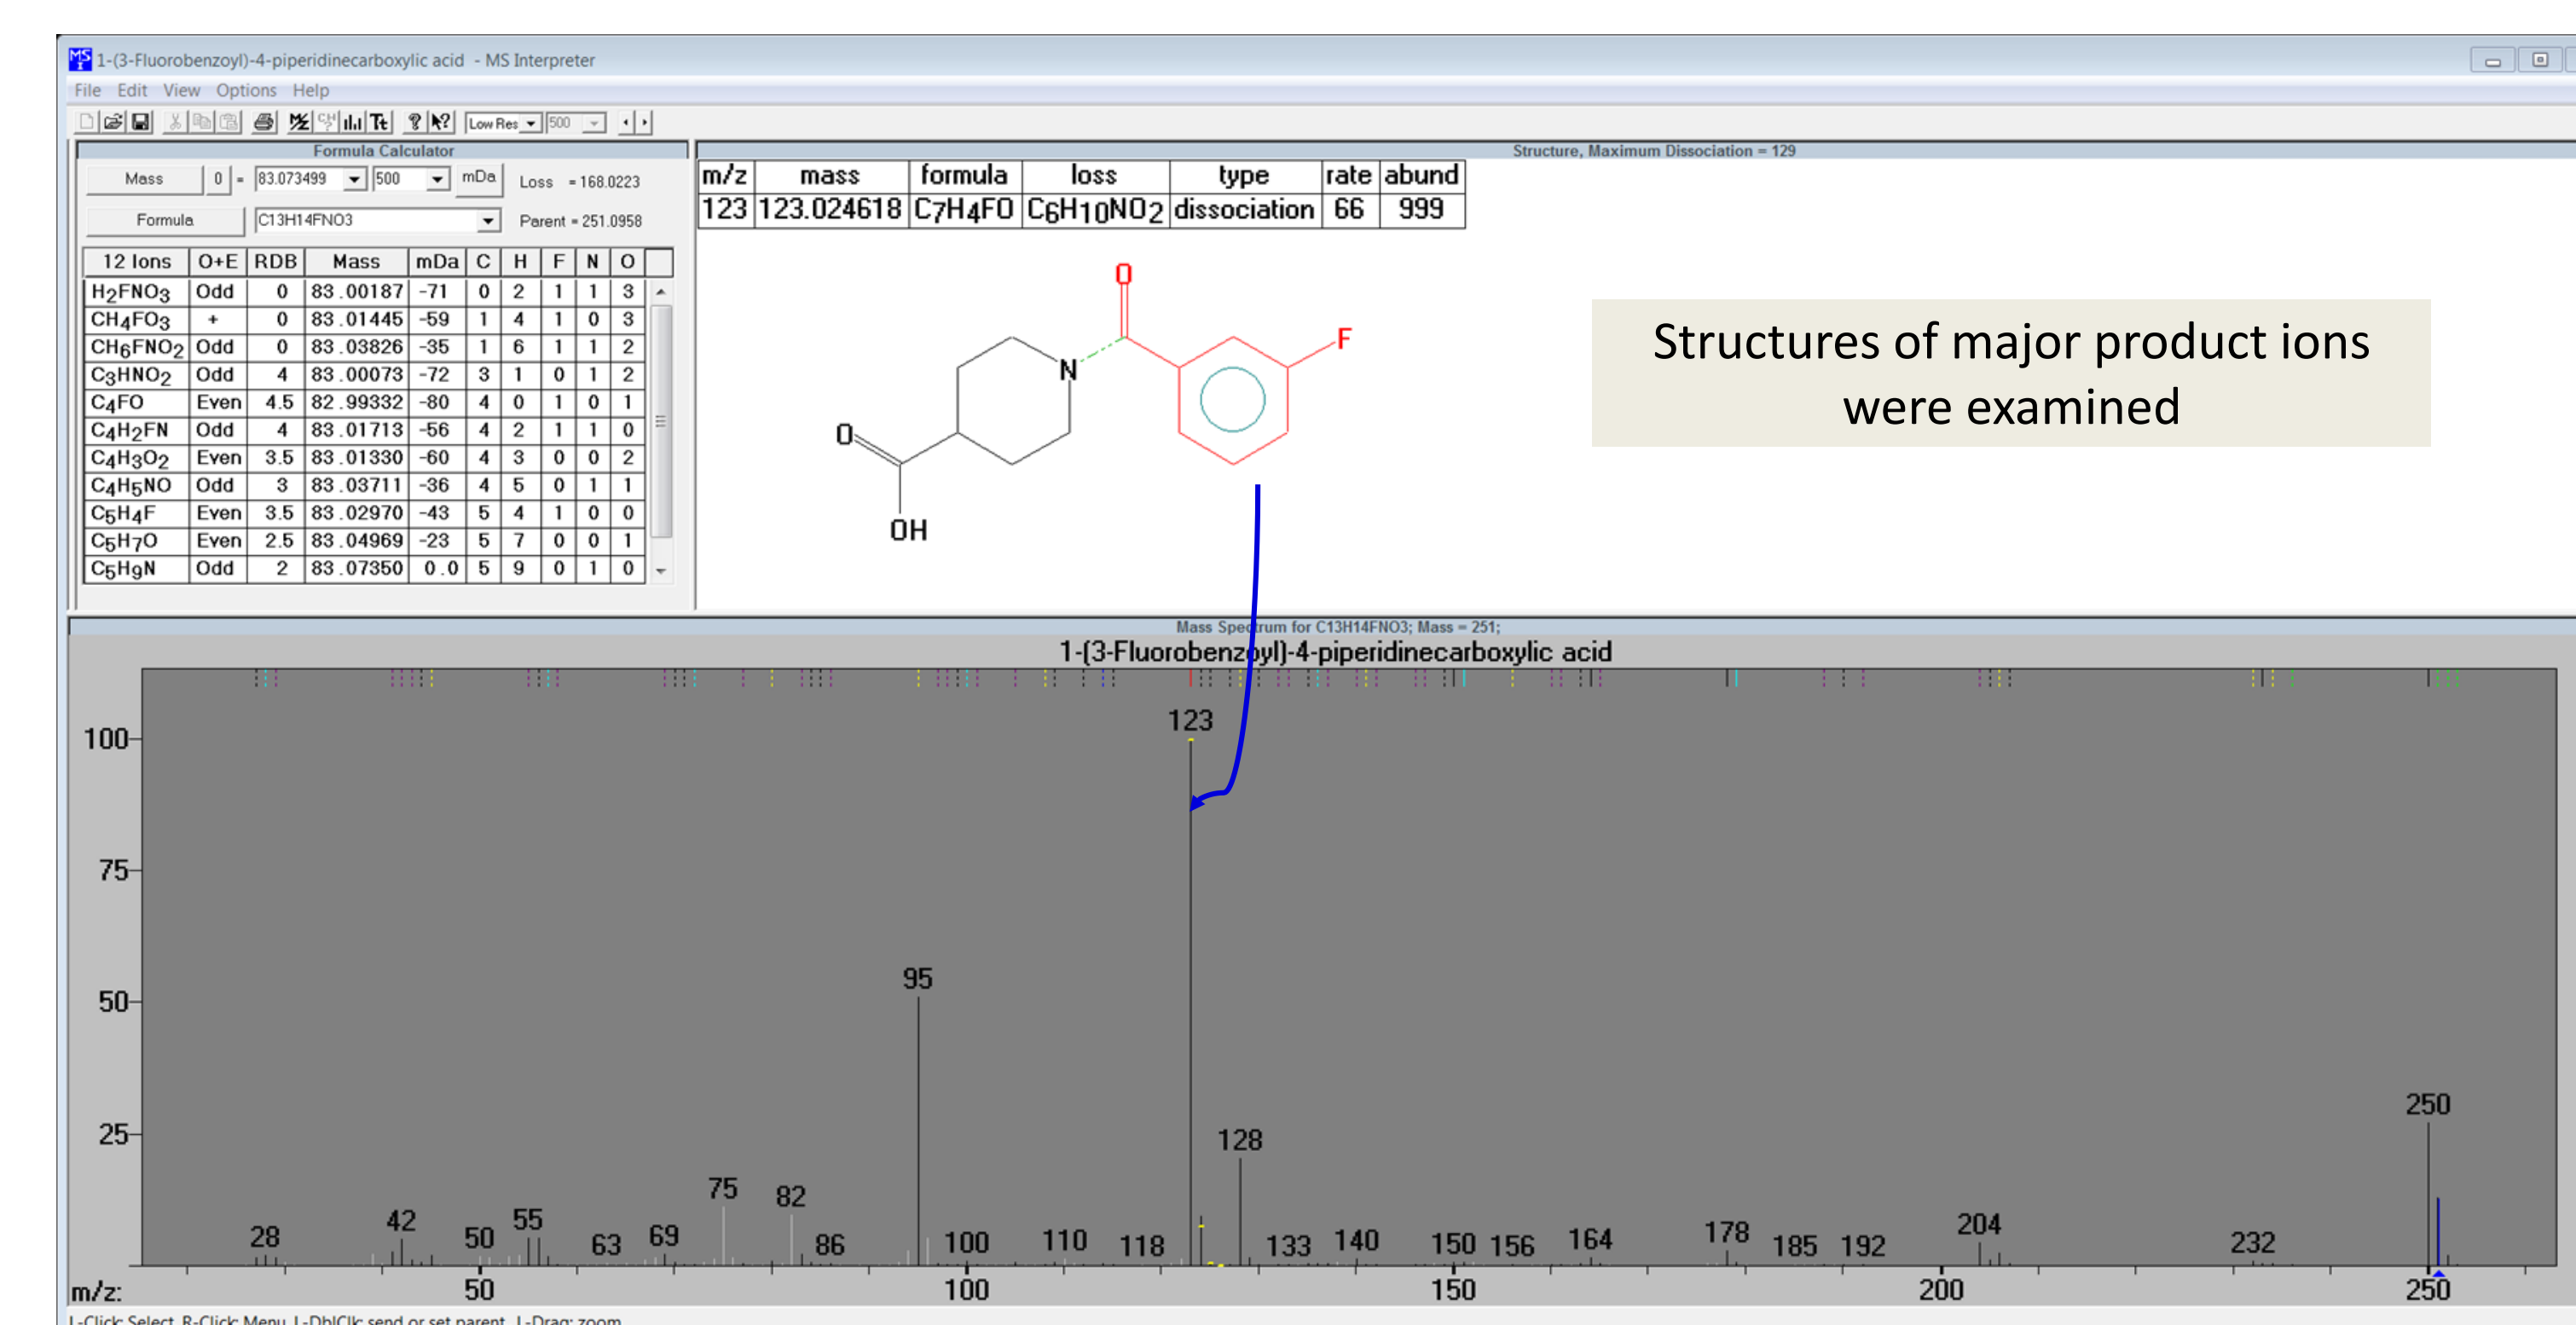 1-(3-Fluorobenzoyl)-4-piperidinecarboxylic acid - MS Interpreter
File Edit View Options Help
Low Res 500
Formula Calculator
Mass 0 = 83.073499 500 mDa Loss = 168.0223
Formula C13H14FNO3 Parent = 251.0958
12 Ions O+E RDB Mass mDa C H F N O
H2FNO3 Odd 0 83.00187 -71 0 2 1 1 3
CH4FO3 + 0 83.01445 -59 1 4 1 0 3
CH6FNO2 Odd 0 83.03826 -35 1 6 1 1 2
C3HNO2 Odd 4 83.00073 -72 3 1 0 1 2
C4FO Even 4.5 82.99332 -80 4 0 1 0 1
C4H2FN Odd 4 83.01713 -56 4 2 1 1 0
C4H3O2 Even 3.5 83.01330 -60 4 3 0 0 2
C4H5NO Odd 3 83.03711 -36 4 5 0 1 1
C5H4F Even 3.5 83.02970 -43 5 4 1 0 0
C5H7O Even 2.5 83.04969 -23 5 7 0 0 1
C5H9N Odd 2 83.07350 0.0 5 9 0 1 0
Structure, Maximum Dissociation = 129
m/z mass formula loss type rate abund
123 123.024618 C7H4FO C6H10NO2 dissociation 66 999
O
F
N
O
OH
Structures of major product ions
were examined
Mass Spectrum for C13H14FNO3; Mass = 251;
1-(3-Fluorobenzoyl)-4-piperidinecarboxylic acid
123
100
95
75
50
250
25
128
75 82
28 42 50 55 63 69 86 100 110 118 133 140 150 156 164 178 185 192 204 232
m/z: 50 100 150 200 250
L-Click: Select, R-Click: Menu, L-DblClk: send or set parent, L-Drag: zoom